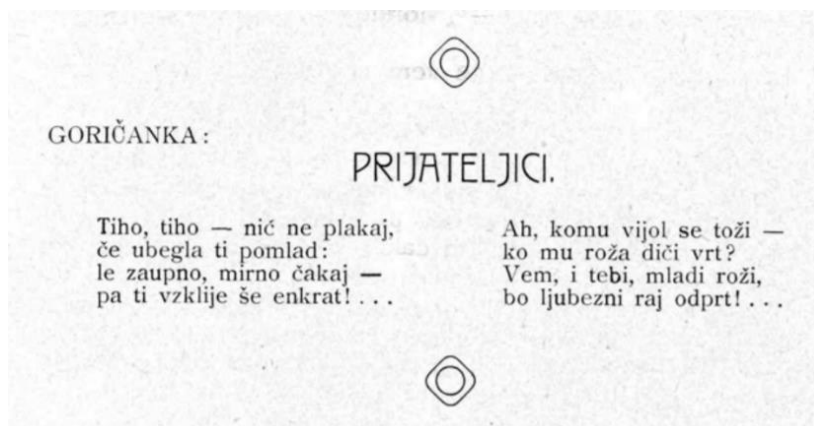 GORIČANKA:
PRIJATELJICI.
Tiho, tiho — nič ne plakaj,
če ubegla ti pomlad:
le zaupno, mirno čakaj —
pa ti vzklije še enkrat! . . .
Ah, komu vijol se toži —
ko mu roža diči vrt?
Vem, i tebi, mladi roži,
bo ljubezni raj odprt! . . .